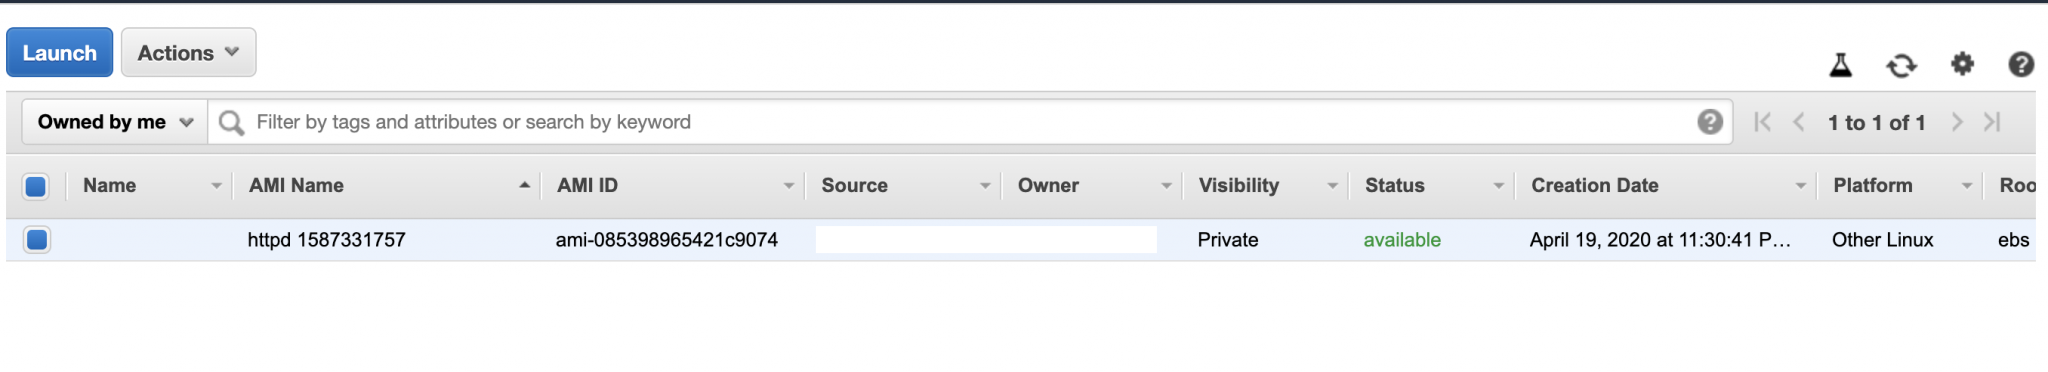 Launch Actions
Owned by me Filter by tags and attributes or search by keyword 1 to 1 of 1
Name AMI Name AMI ID Source Owner Visibility Status Creation Date Platform Roo
httpd 1587331757 ami-085398965421c9074 Private available April 19, 2020 at 11:30:41 P... Other Linux ebs